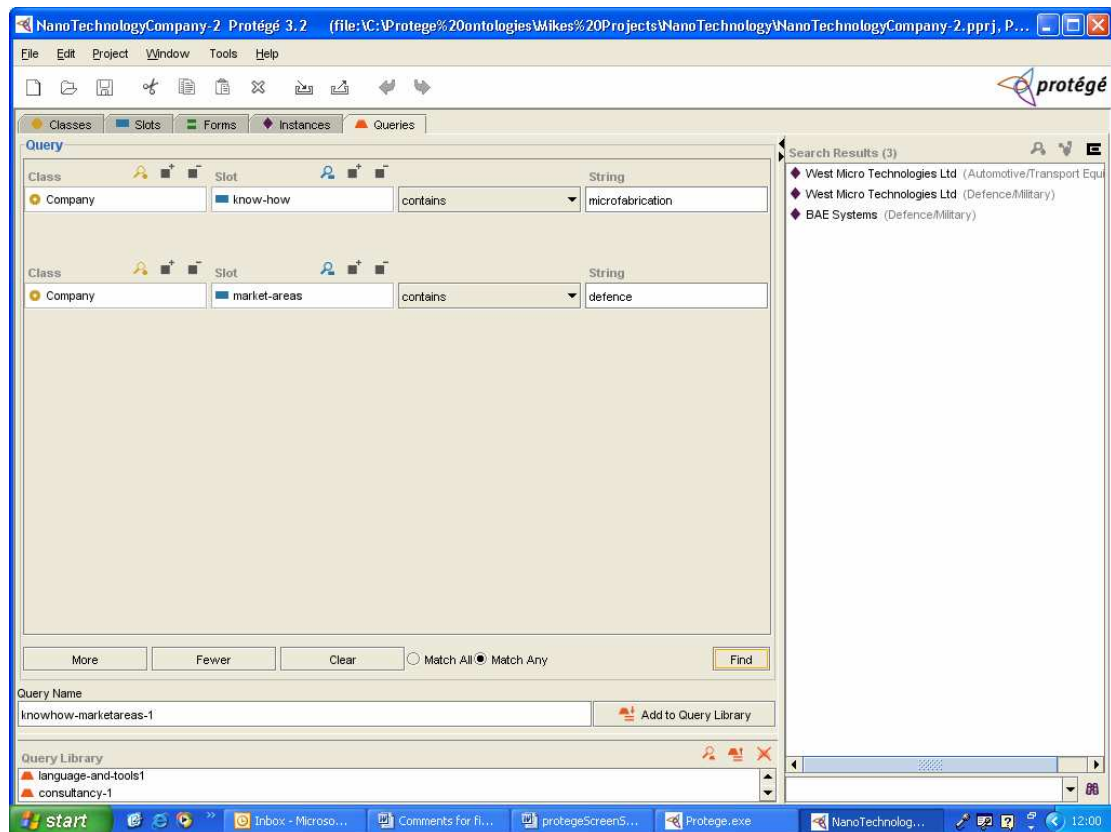 NanoTechnologyCompany-2 Protégé 3.2 (file:\C:\Protege%20ontologies\Mikes%20Projects\NanoTechnology\NanoTechnologyCompany-2.pprj, P...
File Edit Project Window Tools Help
protégé
Classes Slots Forms Instances Queries
Query
Class Slot String
Company know-how contains microfabrication
Class Slot String
Company market-areas contains defence
More Fewer Clear Match All Match Any Find
Query Name
knowhow-marketareas-1 Add to Query Library
Query Library
language-and-tools1
consultancy-1
Search Results (3)
West Micro Technologies Ltd (Automotive/Transport Equi
West Micro Technologies Ltd (Defence/Military)
BAE Systems (Defence/Military)
start Inbox - Microso... Comments for fi... protegeScreenS... Protege.exe NanoTechnolog... 12:00